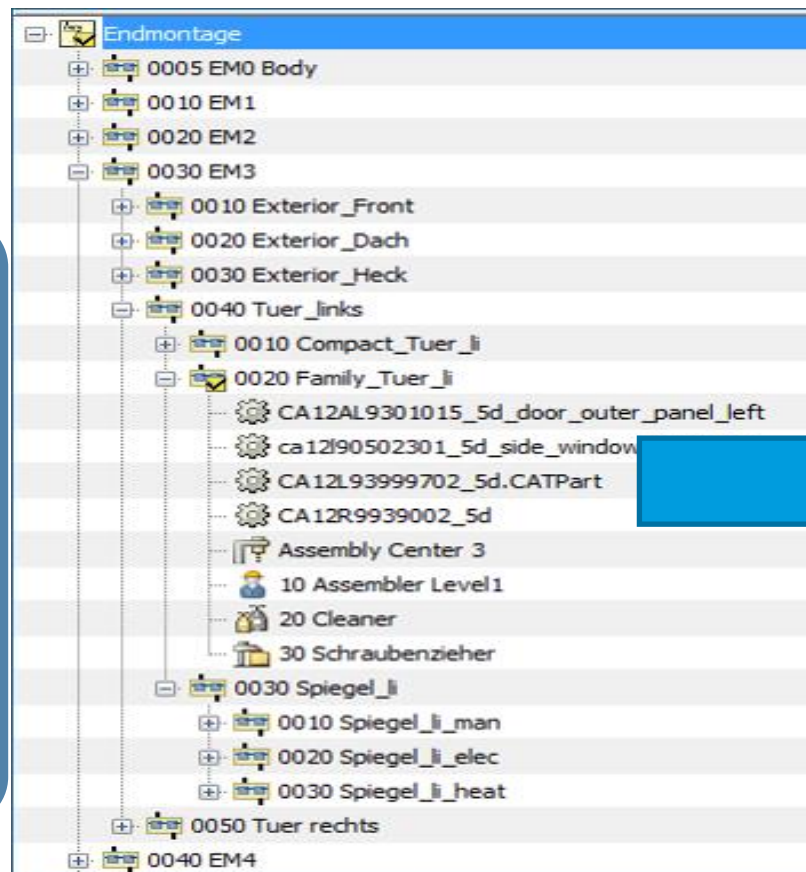 Endmontage
0005 EM0 Body
0010 EM1
0020 EM2
0030 EM3
0010 Exterior_Front
0020 Exterior_Dach
0030 Exterior_Heck
0040 Tuer_links
0010 Compact_Tuer_li
0020 Family_Tuer_li
CA12AL9301015_5d_door_outer_panel_left
ca12l90502301_5d_side_window
CA12L93999702_5d.CATPart
CA12R9939002_5d
Assembly Center 3
10 Assembler Level1
20 Cleaner
30 Schraubenzieher
0030 Spiegel_li
0010 Spiegel_li_man
0020 Spiegel_li_elec
0030 Spiegel_li_heat
0050 Tuer rechts
0040 EM4